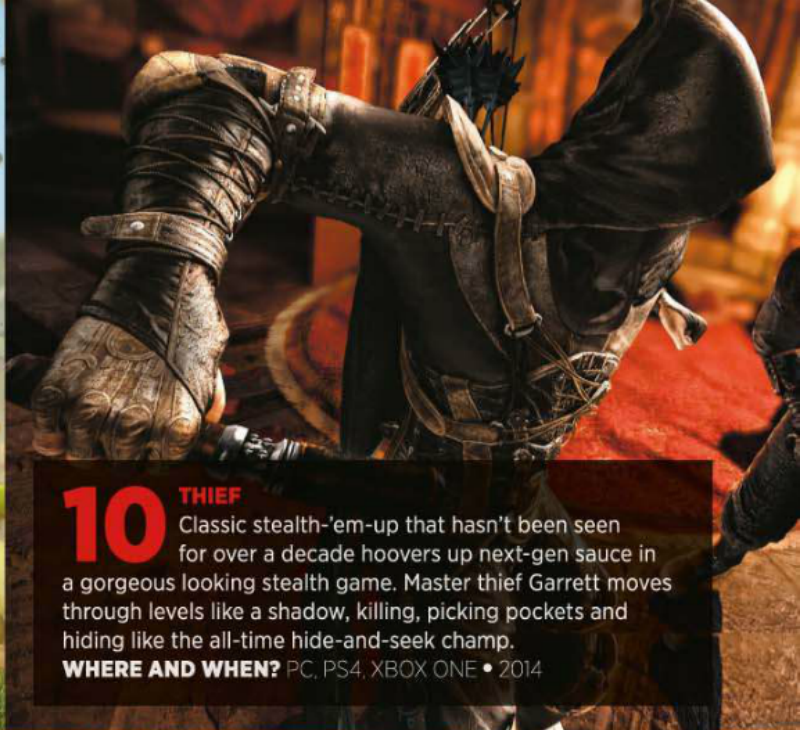 10
THIEF
Classic stealth-'em-up that hasn't been seen
for over a decade hoovers up next-gen sauce in
a gorgeous looking stealth game. Master thief Garrett moves
through levels like a shadow, killing, picking pockets and
hiding like the all-time hide-and-seek champ.
WHERE AND WHEN? PC, PS4, XBOX ONE • 2014